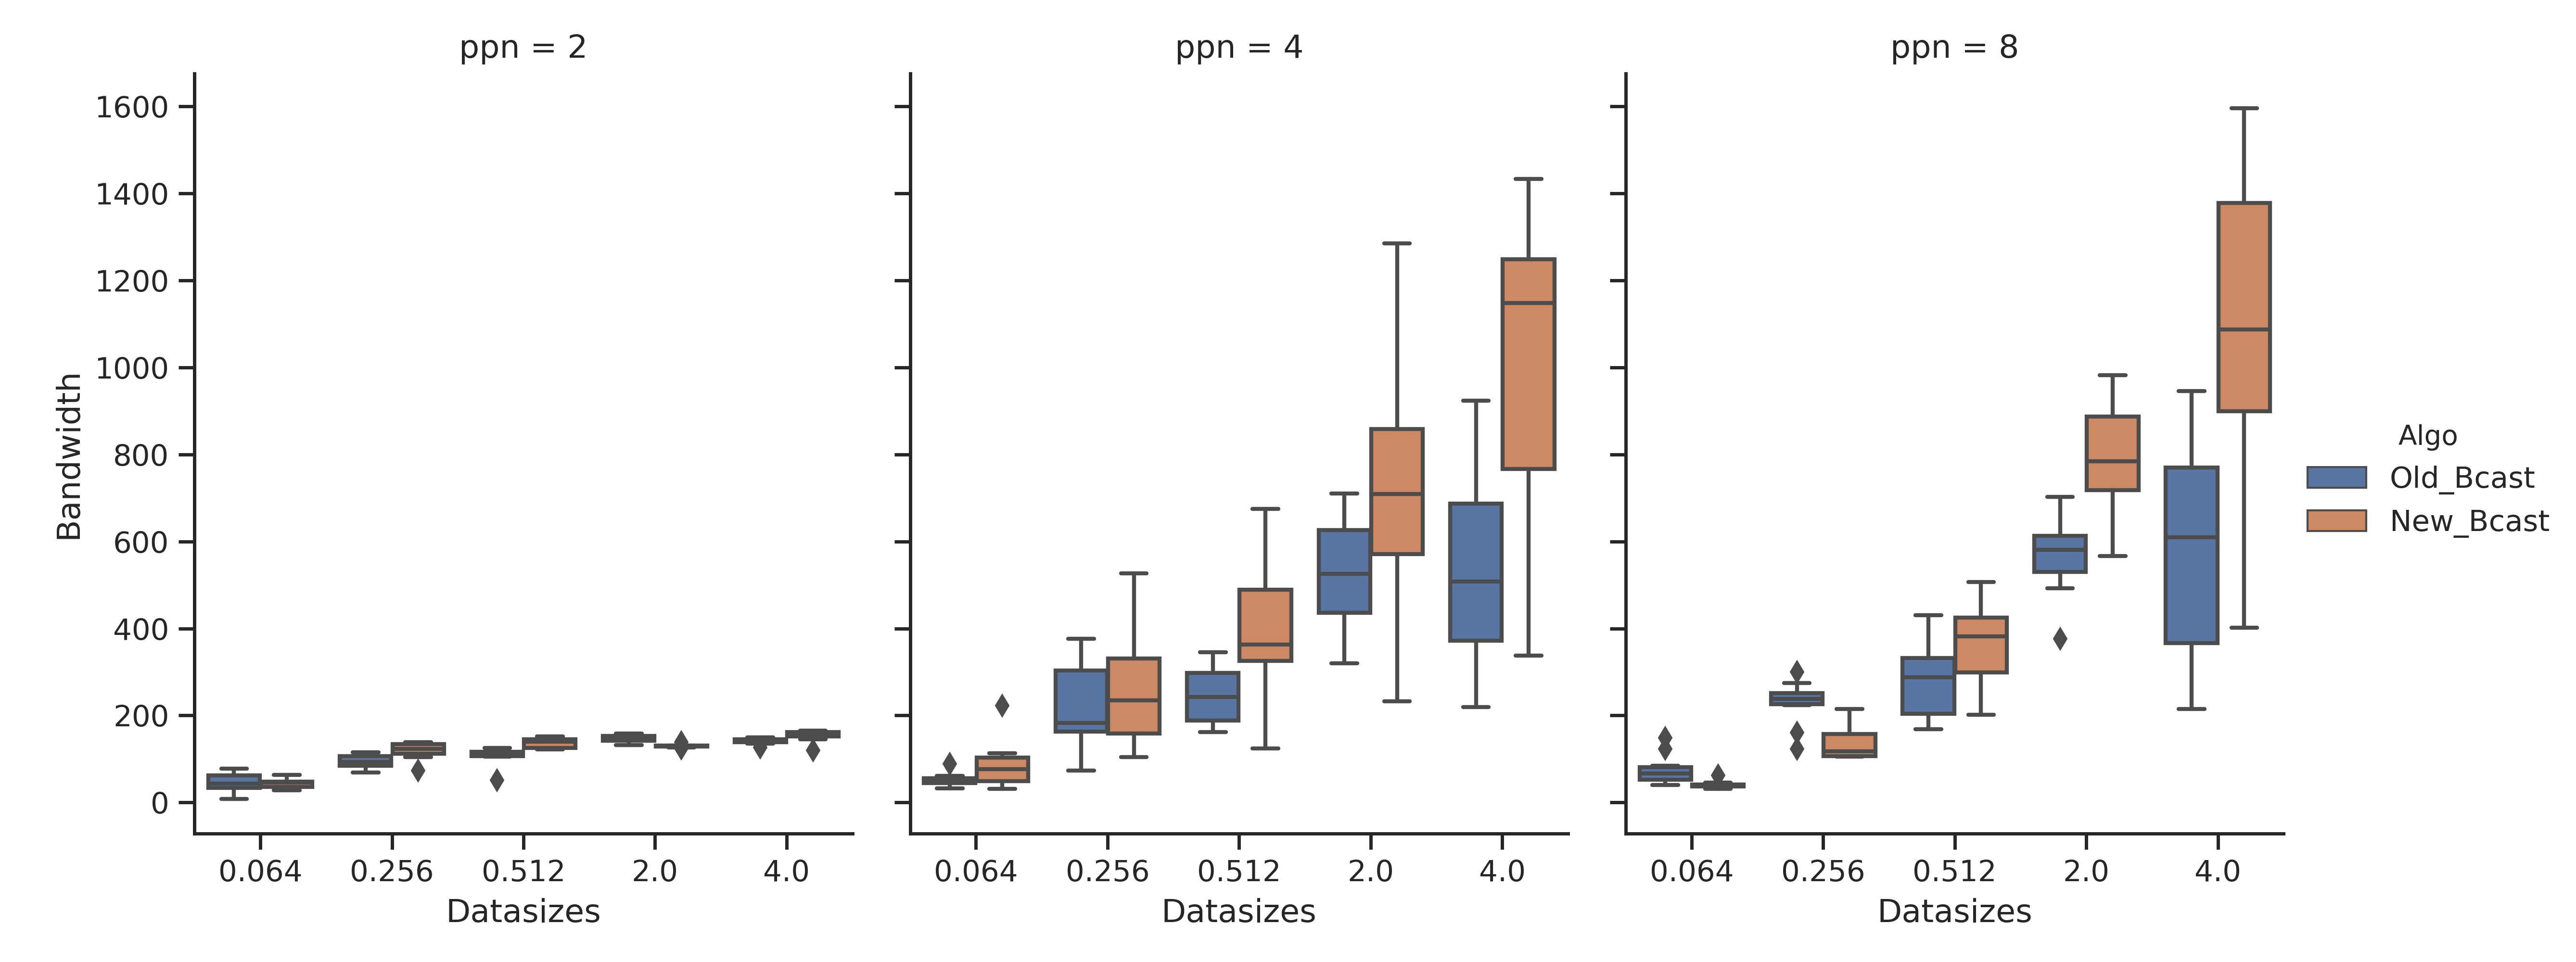 ppn = 2
ppn = 4
ppn = 8
1600
1400
1200
1000
800
600
400
200
0
Bandwidth
0.064 0.256 0.512 2.0 4.0
0.064 0.256 0.512 2.0 4.0
0.064 0.256 0.512 2.0 4.0
Datasizes
Datasizes
Datasizes
Algo
Old_Bcast
New_Bcast